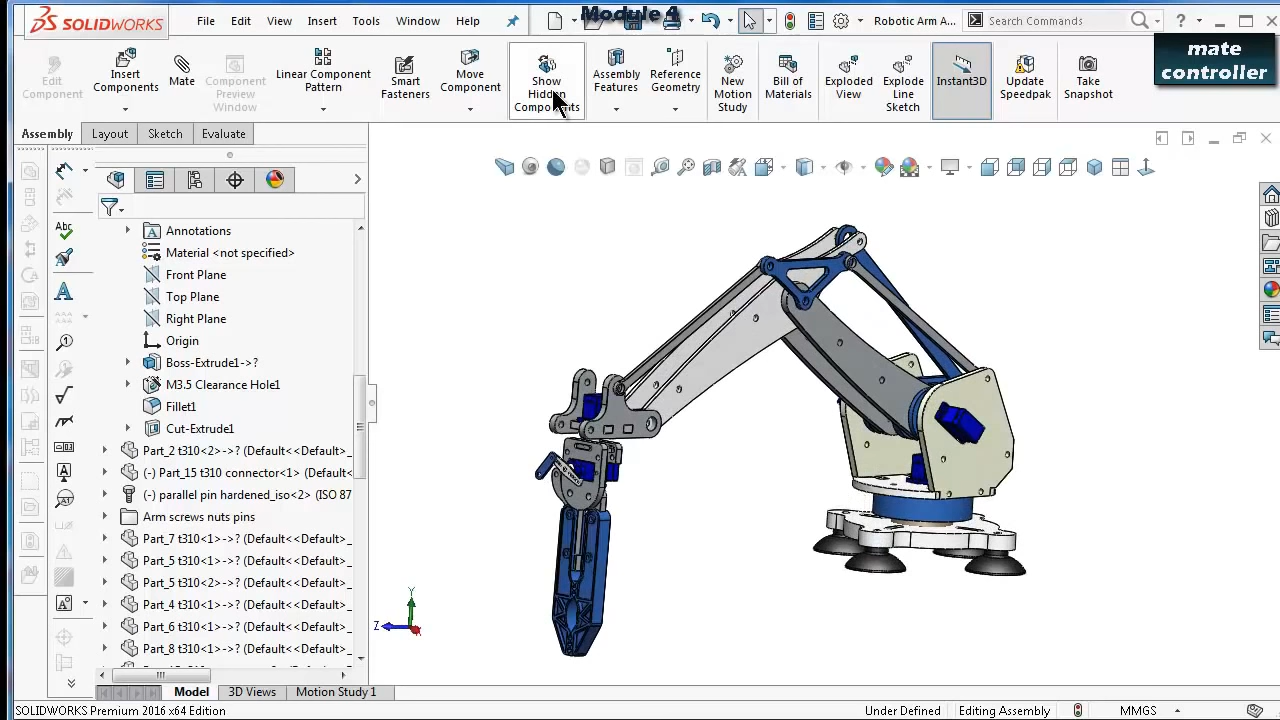 SOLIDWORKS
File Edit View Insert Tools Window Help
Module 4
Robotic Arm A...
Search Commands
?
mate
controller
Edit
Component
Insert
Components
Mate
Component
Preview
Window
Linear Component
Pattern
Smart
Fasteners
Move
Component
Show
Hidden
Components
Assembly
Features
Reference
Geometry
New
Motion
Study
Bill of
Materials
Exploded
View
Explode
Line
Sketch
Instant3D
Update
Speedpak
Take
Snapshot
Assembly Layout Sketch Evaluate
Annotations
Material <not specified>
Front Plane
Top Plane
Right Plane
Origin
Boss-Extrude1->?
M3.5 Clearance Hole1
Fillet1
Cut-Extrude1
Part_2 t310<2>->? (Default<<Default>_
(-) Part_15 t310 connector<1> (Default<
(-) parallel pin hardened_iso<2> (ISO 87
Arm screws nuts pins
Part_7 t310<1>->? (Default<<Default>_
Part_5 t310<1>->? (Default<<Default>_
Part_5 t310<2>->? (Default<<Default>_
Part_4 t310<1>->? (Default<<Default>_
Part_6 t310<1>->? (Default<<Default>_
Part_8 t310<1>->? (Default<<Default>_
Y
Z
X
Model 3D Views Motion Study 1
SOLIDWORKS Premium 2016 x64 Edition
Under Defined Editing Assembly MMGS